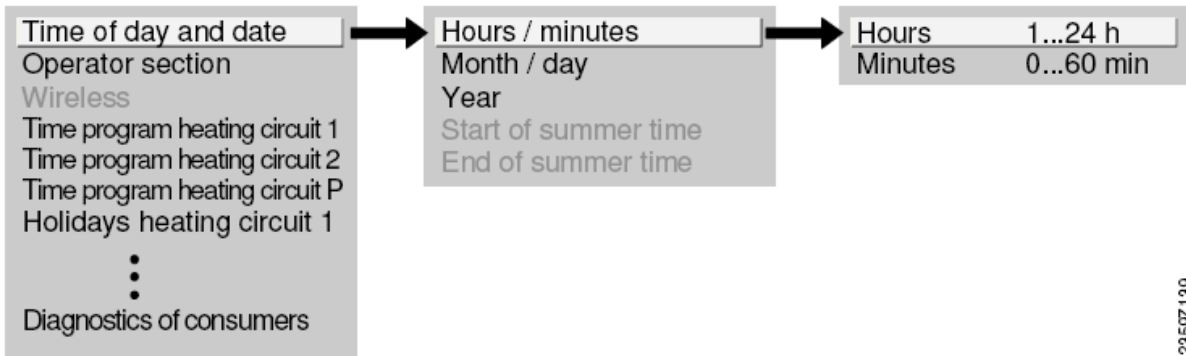 Time of day and date
Operator section
Wireless
Time program heating circuit 1
Time program heating circuit 2
Time program heating circuit P
Holidays heating circuit 1
Diagnostics of consumers
Hours / minutes
Month / day
Year
Start of summer time
End of summer time
Hours 1...24 h
Minutes 0...60 min